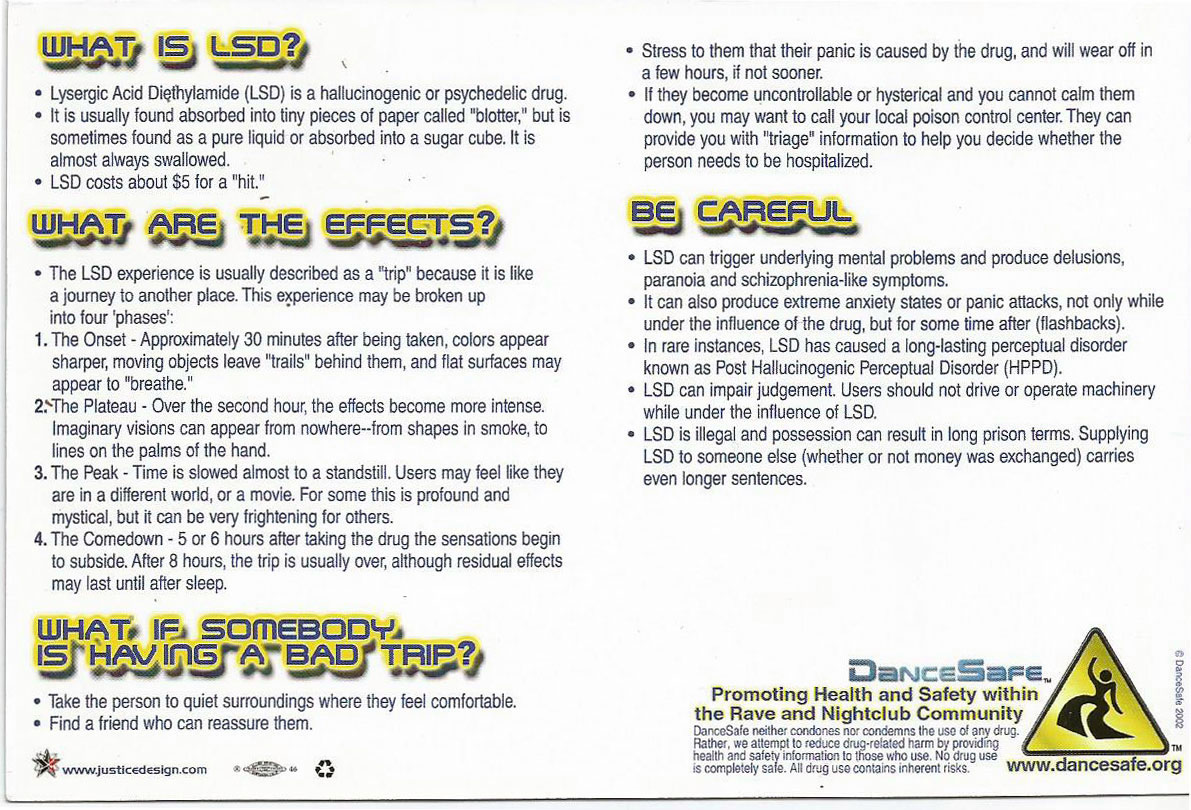 WHAT IS LSD?
• Lysergic Acid Diethylamide (LSD) is a hallucinogenic or psychedelic drug.
• It is usually found absorbed into tiny pieces of paper called "blotter," but is
sometimes found as a pure liquid or absorbed into a sugar cube. It is
almost always swallowed.
• LSD costs about $5 for a "hit."
WHAT ARE THE EFFECTS?
• The LSD experience is usually described as a "trip" because it is like
a journey to another place. This experience may be broken up
into four 'phases':
1. The Onset - Approximately 30 minutes after being taken, colors appear
sharper, moving objects leave "trails" behind them, and flat surfaces may
appear to "breathe."
2. The Plateau - Over the second hour, the effects become more intense.
Imaginary visions can appear from nowhere--from shapes in smoke, to
lines on the palms of the hand.
3. The Peak - Time is slowed almost to a standstill. Users may feel like they
are in a different world, or a movie. For some this is profound and
mystical, but it can be very frightening for others.
4. The Comedown - 5 or 6 hours after taking the drug the sensations begin
to subside. After 8 hours, the trip is usually over, although residual effects
may last until after sleep.
WHAT IF SOMEBODY
IS HAVING A BAD TRIP?
• Take the person to quiet surroundings where they feel comfortable.
• Find a friend who can reassure them.
www.justicedesign.com
46
• Stress to them that their panic is caused by the drug, and will wear off in
a few hours, if not sooner.
• If they become uncontrollable or hysterical and you cannot calm them
down, you may want to call your local poison control center. They can
provide you with "triage" information to help you decide whether the
person needs to be hospitalized.
BE CAREFUL
• LSD can trigger underlying mental problems and produce delusions,
paranoia and schizophrenia-like symptoms.
• It can also produce extreme anxiety states or panic attacks, not only while
under the influence of the drug, but for some time after (flashbacks).
• In rare instances, LSD has caused a long-lasting perceptual disorder
known as Post Hallucinogenic Perceptual Disorder (HPPD).
• LSD can impair judgement. Users should not drive or operate machinery
while under the influence of LSD.
• LSD is illegal and possession can result in long prison terms. Supplying
LSD to someone else (whether or not money was exchanged) carries
even longer sentences.
DanceSafe™
Promoting Health and Safety within
the Rave and Nightclub Community
DanceSafe neither condones nor condemns the use of any drug.
Rather, we attempt to reduce drug-related harm by providing
health and safety information to those who use. No drug use
is completely safe. All drug use contains inherent risks.
™
www.dancesafe.org
© DanceSafe 2002